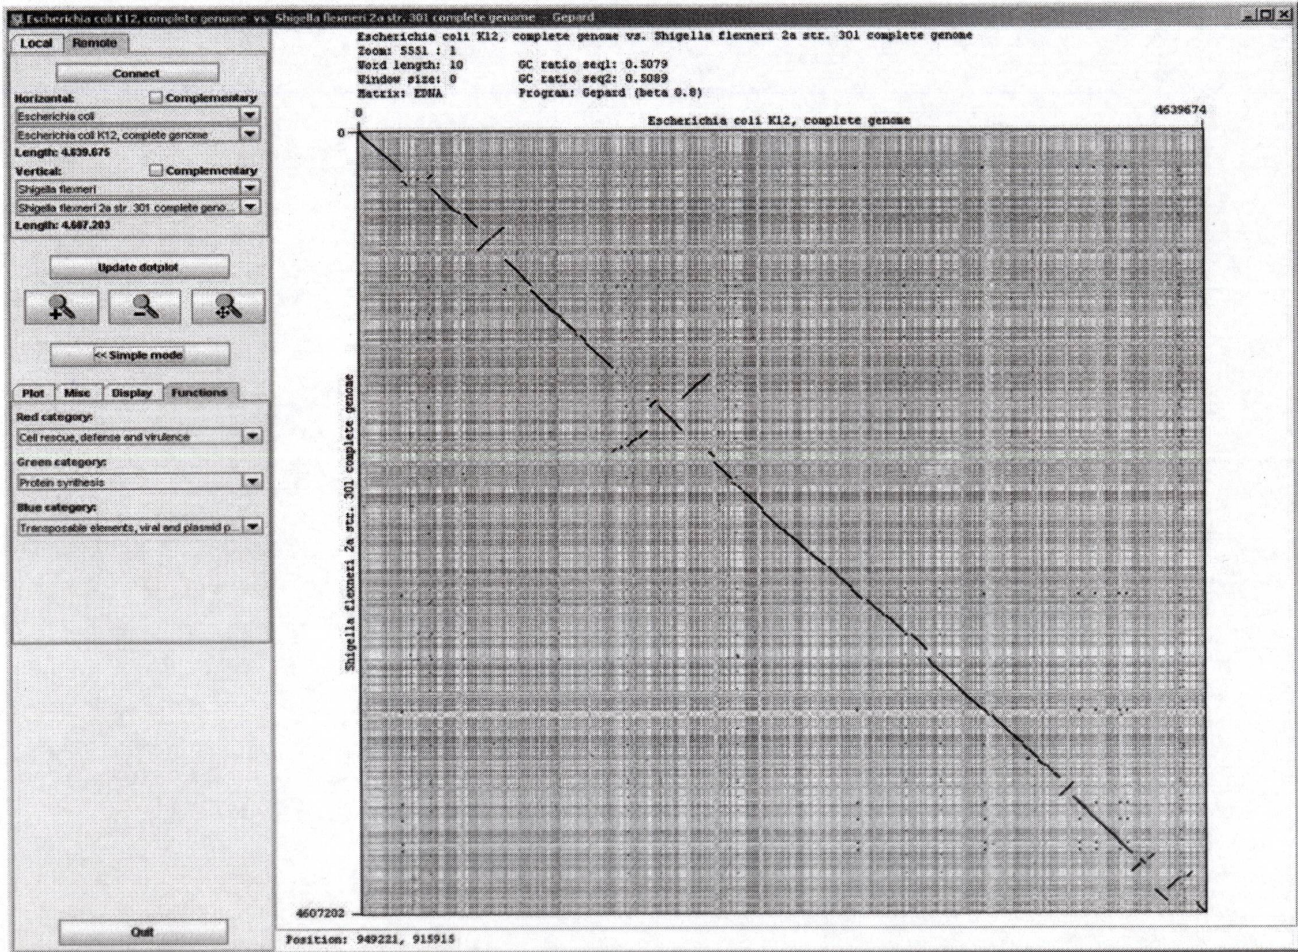 Escherichia coli K12, complete genome vs. Shigella flexneri 2a str. 301 complete genome - Gepard
Local
Remote
Connect
Horizontal:
Complementary
Escherichia coli
Escherichia coli K12, complete genome
Length: 4.639.675
Vertical:
Complementary
Shigella flexneri
Shigella flexneri 2a str. 301 complete geno...
Length: 4.607.203
Update dotplot
<< Simple mode
Plot
Misc
Display
Functions
Red category:
Cell rescue, defense and virulence
Green category:
Protein synthesis
Blue category:
Transposable elements, viral and plasmid p...
Quit
Escherichia coli K12, complete genome vs. Shigella flexneri 2a str. 301 complete genome
Zoom: 5551 : 1
Word length: 10 GC ratio seq1: 0.5079
Window size: 0 GC ratio seq2: 0.5089
Matrix: EDNA Program: Gepard (beta 0.8)
0
4639674
Escherichia coli K12, complete genome
0
Shigella flexneri 2a str. 301 complete genome
4607202
Position: 949221, 915915